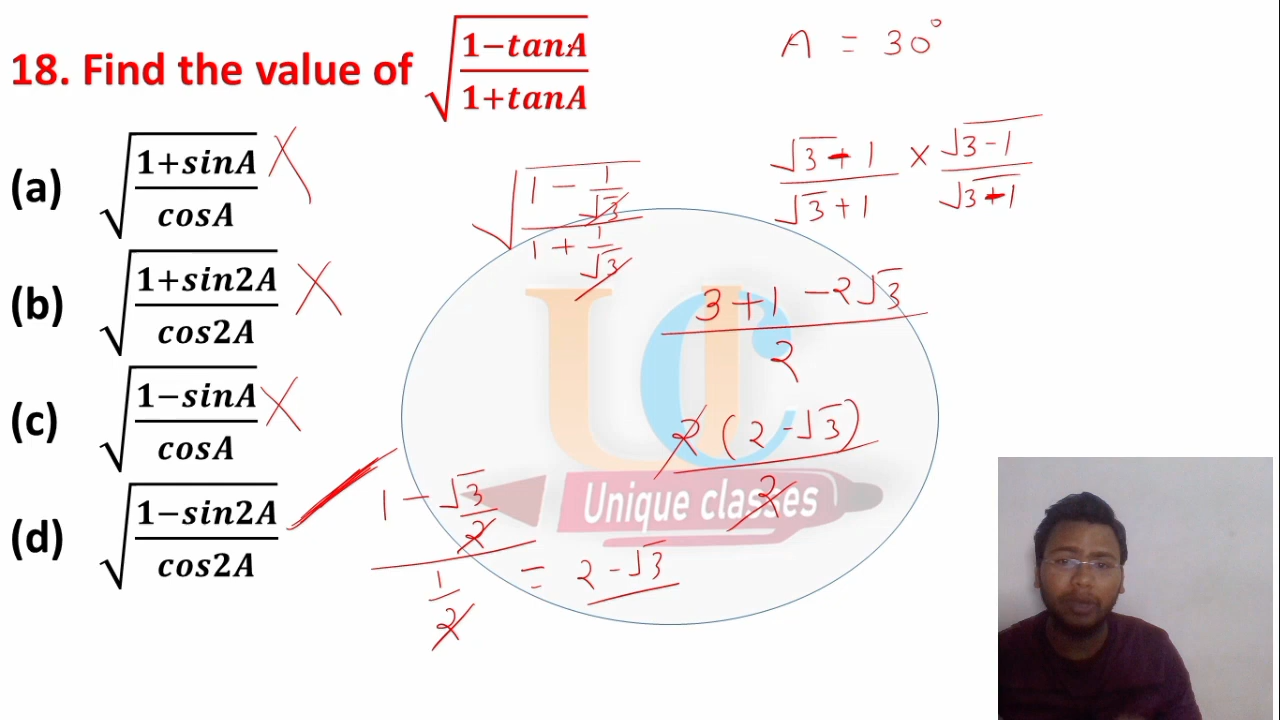 18. Find the value of √((1−tanA)/(1+tanA))
A = 30°
(a) √((1+sinA)/cosA) X
(b) √((1+sin2A)/cos2A) X
(c) √((1−sinA)/cosA) X
(d) √((1−sin2A)/cos2A)
√((1 − 1/√3)/(1 + 1/√3))
(√3 + 1)/(√3 + 1) × (√3 − 1)/(√3 + 1)
(3 + 1 − 2√3)/2
2(2 − √3)/2
(1 − √3/2)/(1/2) = 2 − √3
UC
Unique classes